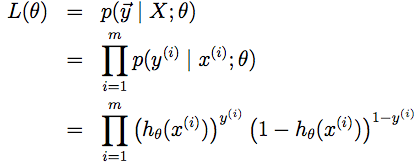 L(θ) = p(y⃗ | X; θ)
= ∏_{i=1}^{m} p(y^{(i)} | x^{(i)}; θ)
= ∏_{i=1}^{m} (h_θ(x^{(i)}))^{y^{(i)}} (1 − h_θ(x^{(i)}))^{1−y^{(i)}}